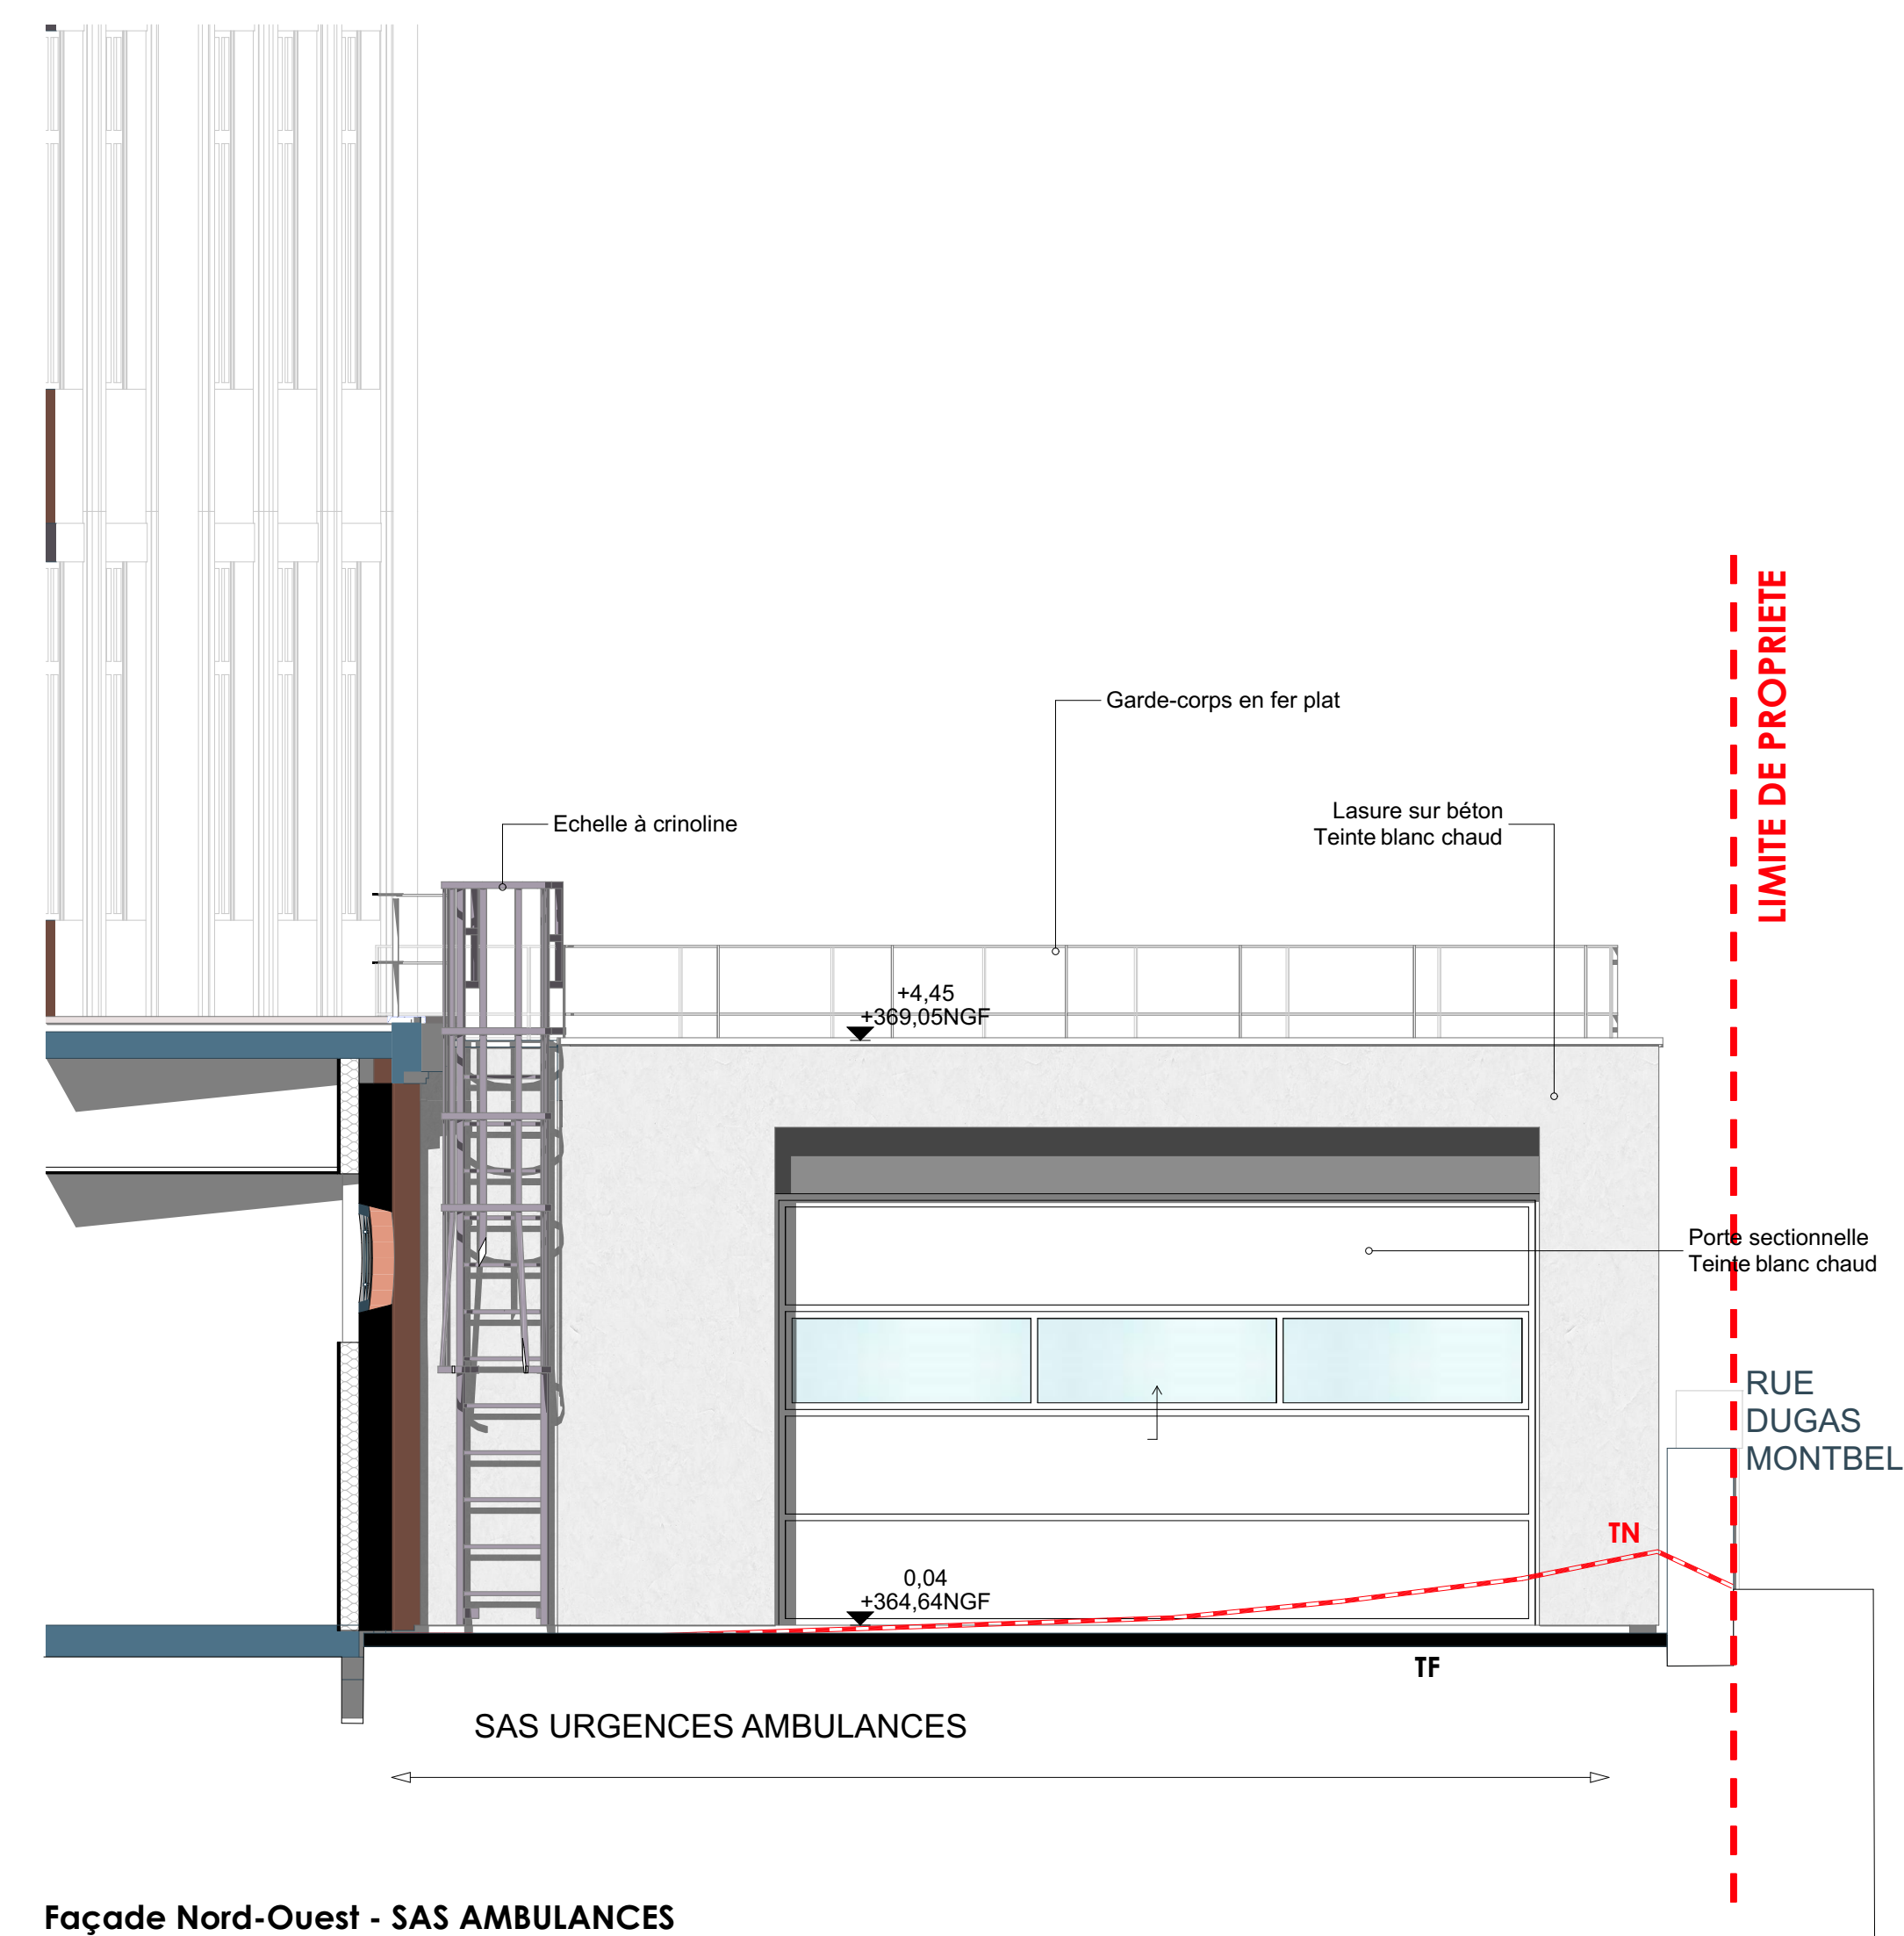 LIMITE DE PROPRIETE
Garde-corps en fer plat
Echelle à crinoline
Lasure sur béton
Teinte blanc chaud
+4,45
+369,05NGF
Porte sectionnelle
Teinte blanc chaud
RUE
DUGAS
MONTBEL
TN
0,04
+364,64NGF
TF
SAS URGENCES AMBULANCES
Façade Nord-Ouest - SAS AMBULANCES